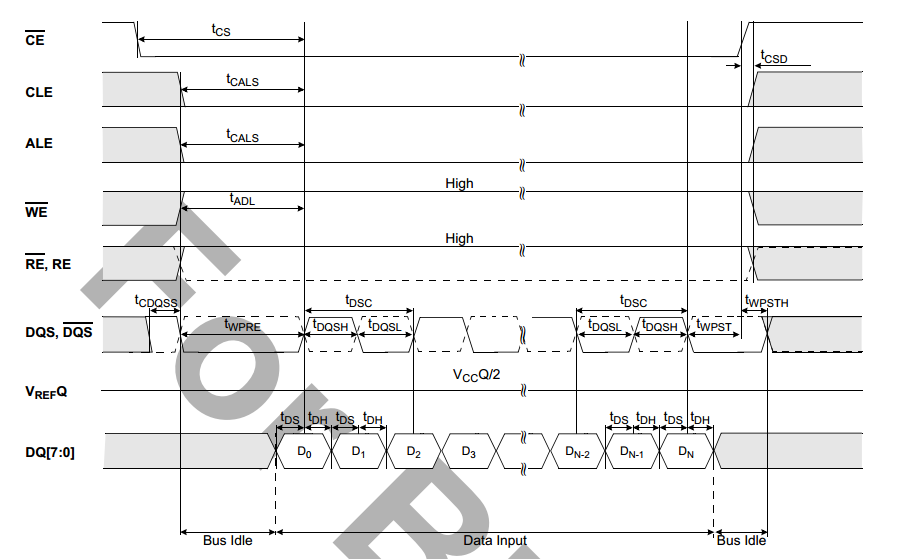 CE tCS
tCSD
CLE tCALS
ALE tCALS
High
WE tADL
High
RE, RE
tCDQSS tDSC tDSC tWPSTH
DQS, DQS tWPRE tDQSH tDQSL tDQSL tDQSH tWPST
VCCQ/2
VREFQ
tDS tDH tDS tDH tDS tDH tDS tDH
DQ[7:0] D0 D1 D2 D3 DN-2 DN-1 DN
Bus Idle Data Input Bus Idle